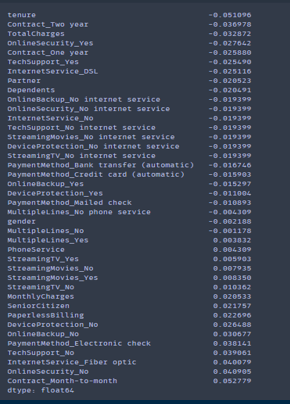 tenure -0.051096
Contract_Two year -0.036978
TotalCharges -0.032872
OnlineSecurity_Yes -0.027642
Contract_One year -0.025880
TechSupport_Yes -0.025490
InternetService_DSL -0.025116
Partner -0.020523
Dependents -0.020491
OnlineBackup_No internet service -0.019399
OnlineSecurity_No internet service -0.019399
InternetService_No -0.019399
TechSupport_No internet service -0.019399
StreamingMovies_No internet service -0.019399
DeviceProtection_No internet service -0.019399
StreamingTV_No internet service -0.019399
PaymentMethod_Bank transfer (automatic) -0.016746
PaymentMethod_Credit card (automatic) -0.015903
OnlineBackup_Yes -0.015297
DeviceProtection_Yes -0.011004
PaymentMethod_Mailed check -0.010893
MultipleLines_No phone service -0.004309
gender -0.002188
MultipleLines_No -0.001178
MultipleLines_Yes 0.003832
PhoneService 0.004309
StreamingTV_Yes 0.005903
StreamingMovies_No 0.007935
StreamingMovies_Yes 0.008350
StreamingTV_No 0.010362
MonthlyCharges 0.020533
SeniorCitizen 0.021757
PaperlessBilling 0.022696
DeviceProtection_No 0.026488
OnlineBackup_No 0.030677
PaymentMethod_Electronic check 0.038141
TechSupport_No 0.039061
InternetService_Fiber optic 0.040079
OnlineSecurity_No 0.040905
Contract_Month-to-month 0.052779
dtype: float64